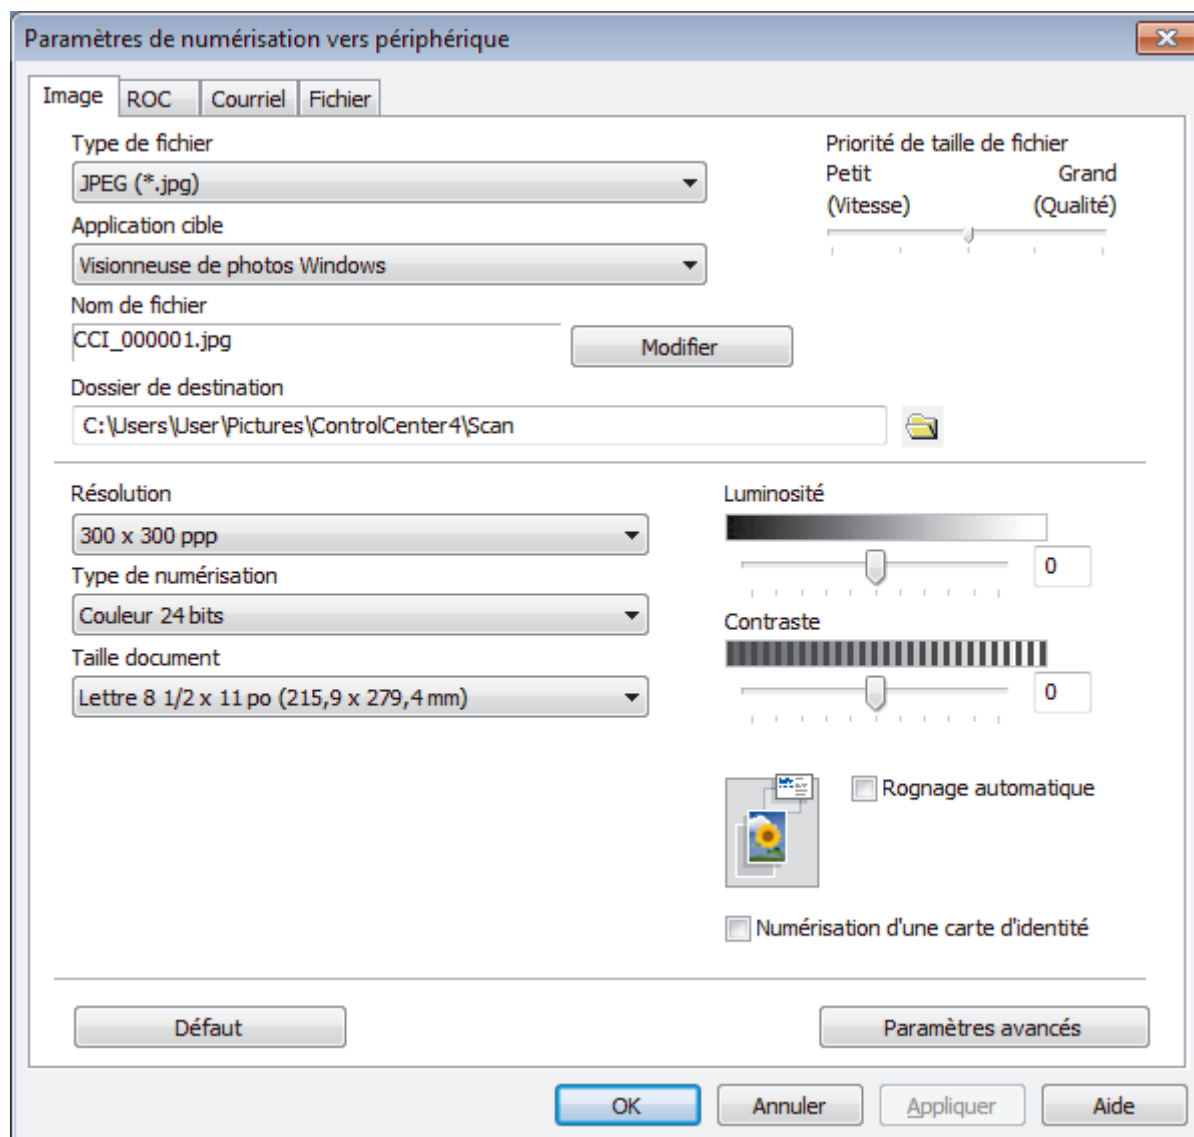 Paramètres de numérisation vers périphérique
Image ROC Courriel Fichier
Type de fichier
JPEG (*.jpg)
Application cible
Visionneuse de photos Windows
Nom de fichier
CCI_000001.jpg
Modifier
Dossier de destination
C:\Users\User\Pictures\ControlCenter4\Scan
Priorité de taille de fichier
Petit Grand
(Vitesse) (Qualité)
Résolution
300 x 300 ppp
Type de numérisation
Couleur 24 bits
Taille document
Lettre 8 1/2 x 11 po (215,9 x 279,4 mm)
Luminosité
0
Contraste
0
Rognage automatique
Numérisation d'une carte d'identité
Défaut
Paramètres avancés
OK Annuler Appliquer Aide